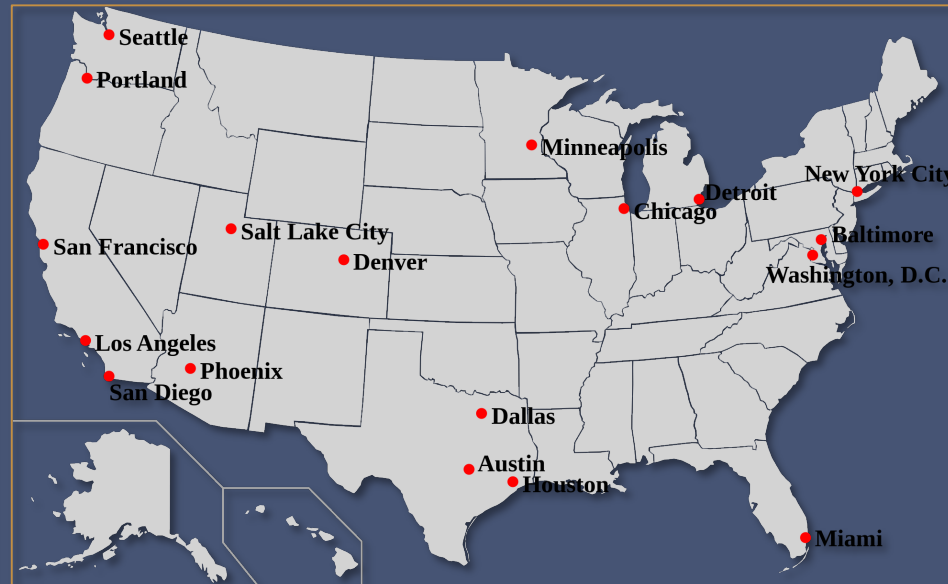 Seattle
Portland
Minneapolis
New York City
Detroit
Chicago
Salt Lake City
Baltimore
San Francisco
Denver
Washington, D.C.
Los Angeles
Phoenix
San Diego
Dallas
Austin
Houston
Miami